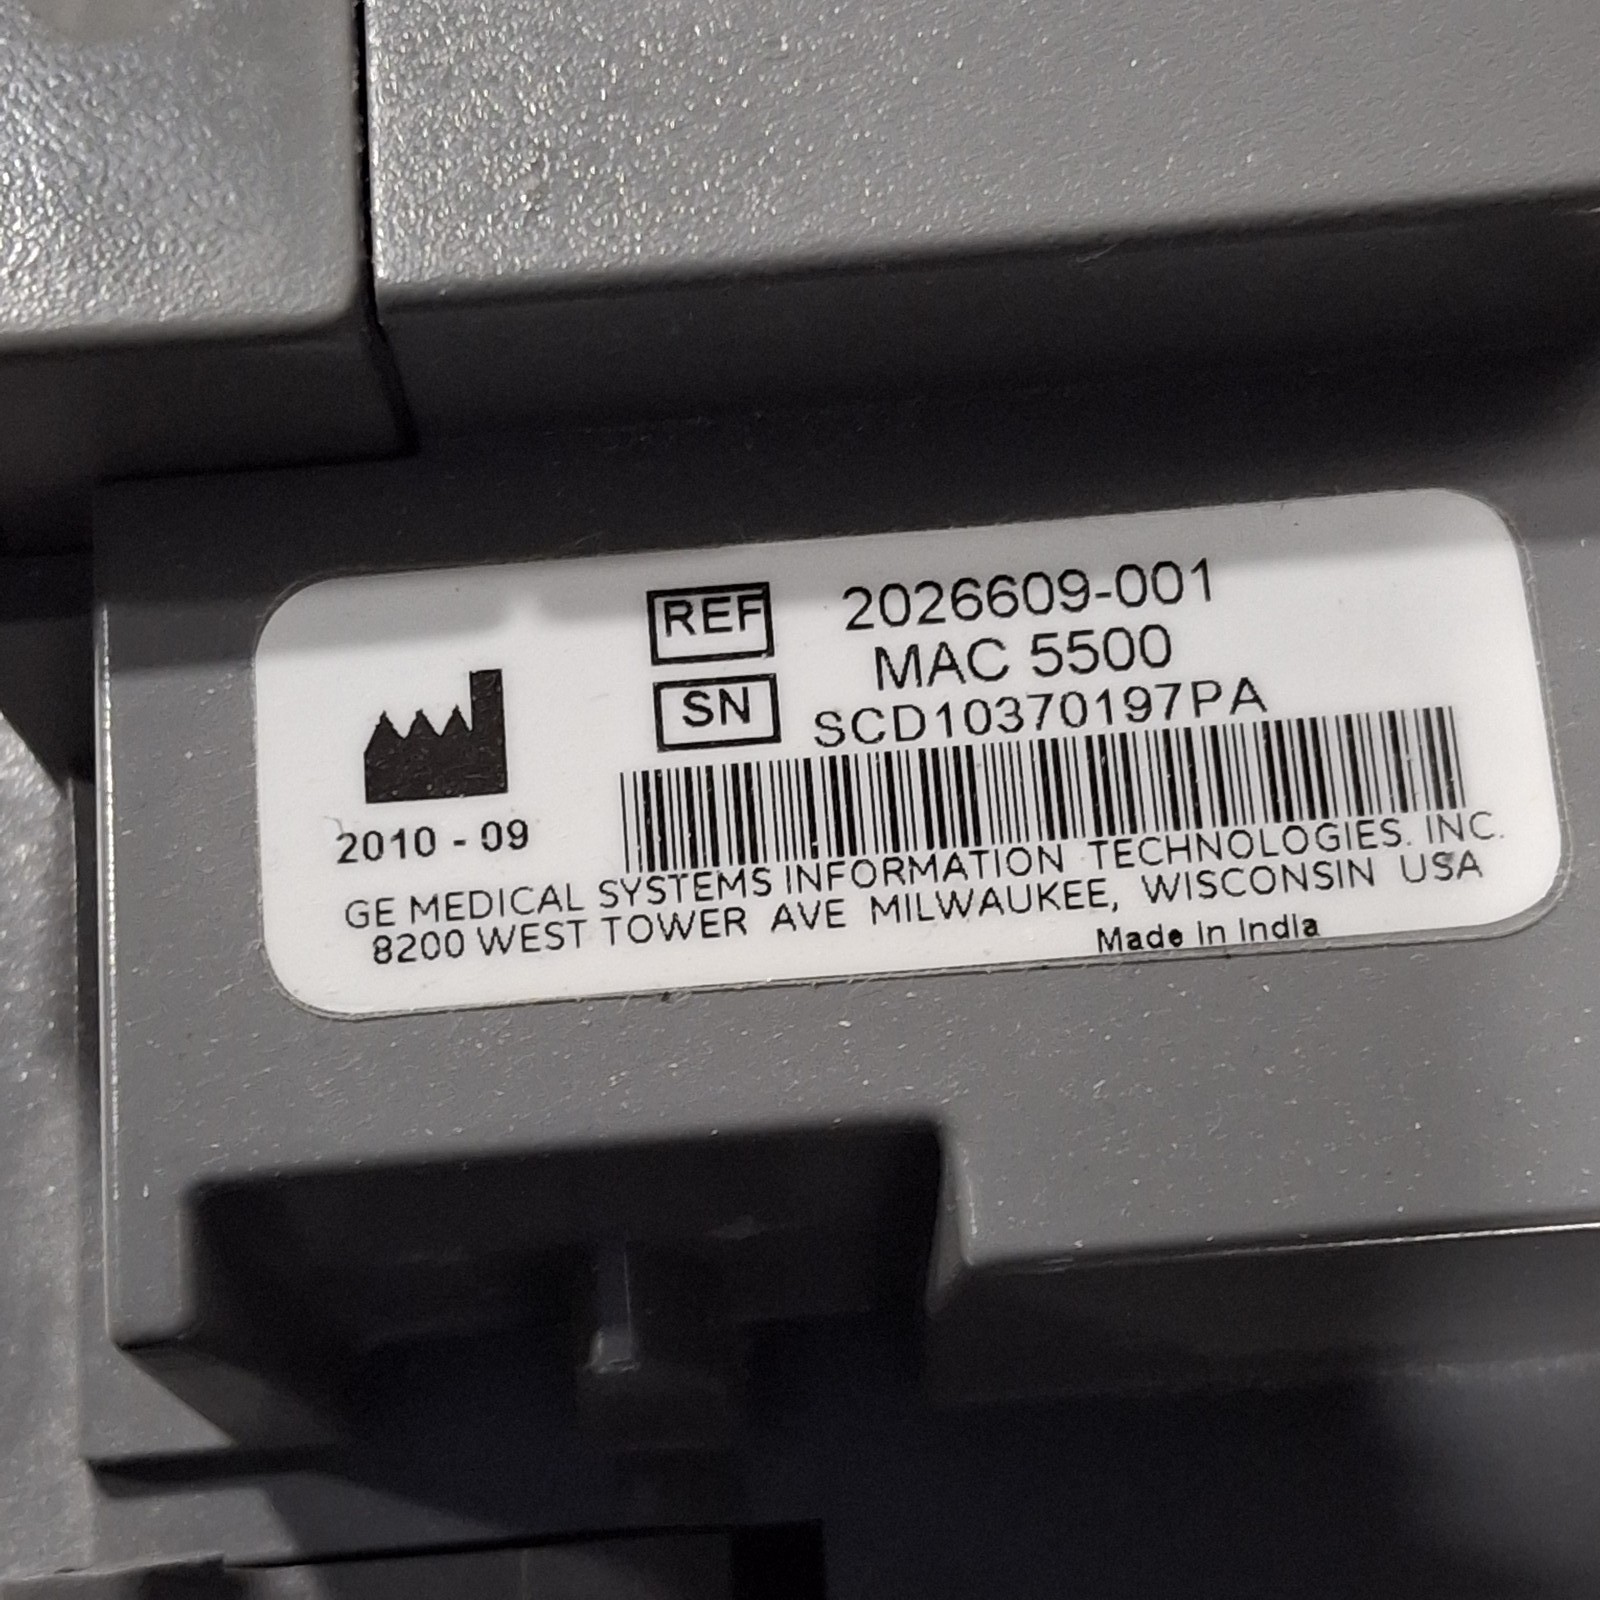 REF 2026609-001
MAC 5500
SN SCD10370197PA
2010 - 09
GE MEDICAL SYSTEMS INFORMATION TECHNOLOGIES. INC.
8200 WEST TOWER AVE MILWAUKEE, WISCONSIN USA
Made in India